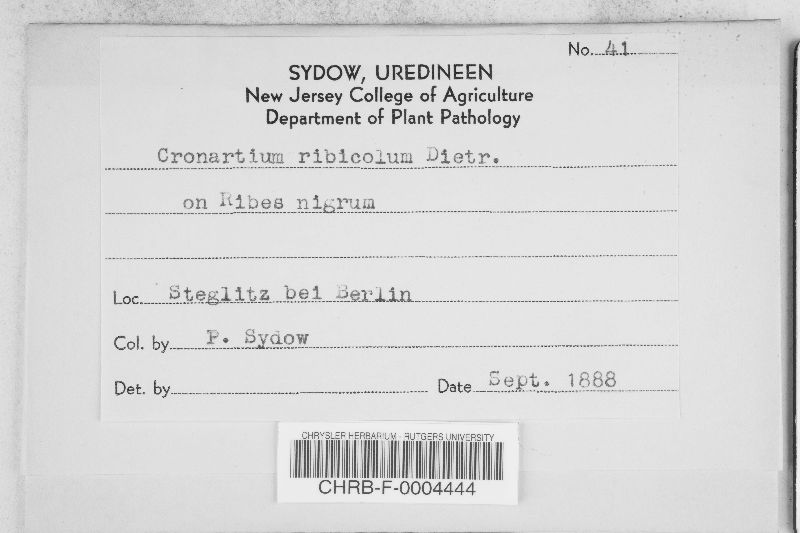 No. 41
SYDOW, UREDINEEN
New Jersey College of Agriculture
Department of Plant Pathology
Cronartium ribicolum Dietr.
on Ribes nigrum
Loc. Steglitz bei Berlin
Col. by P. Sydow
Det. by
Date Sept. 1888
CHRYSLER HERBARIUM - RUTGERS UNIVERSITY
CHRB-F-0004444